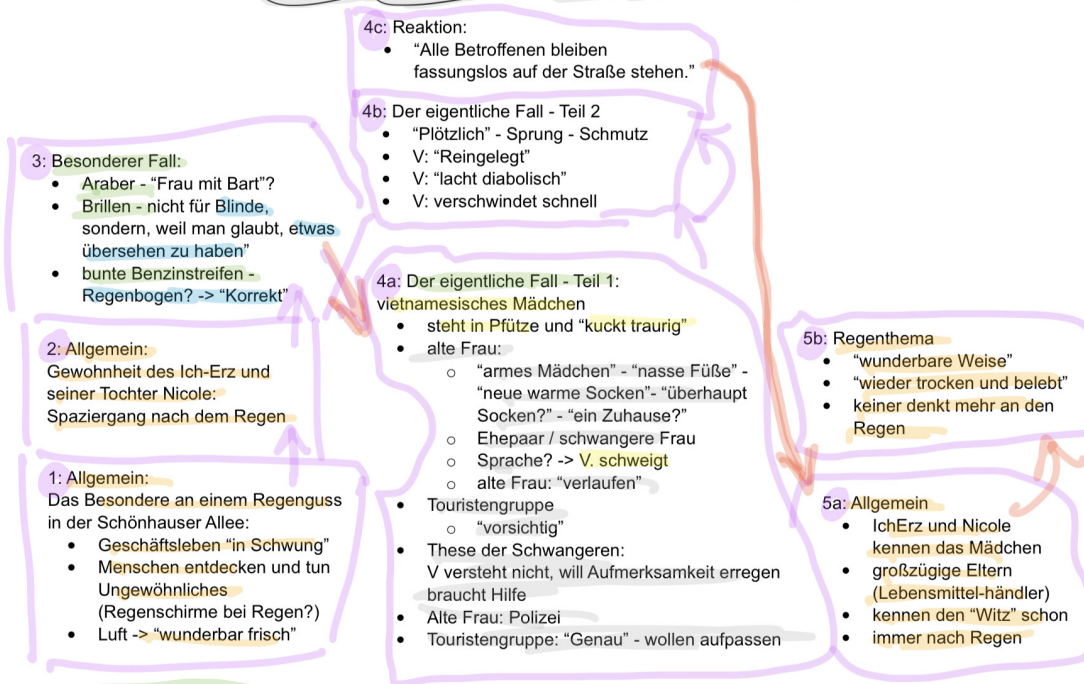 1: Allgemein:
Das Besondere an einem Regenguss
in der Schönhauser Allee:
• Geschäftsleben “in Schwung”
• Menschen entdecken und tun
Ungewöhnliches
(Regenschirme bei Regen?)
• Luft -> “wunderbar frisch”
2: Allgemein:
Gewohnheit des Ich-Erz und
seiner Tochter Nicole:
Spaziergang nach dem Regen
3: Besonderer Fall:
• Araber - “Frau mit Bart”?
• Brillen - nicht für Blinde,
sondern, weil man glaubt, etwas
übersehen zu haben”
• bunte Benzinstreifen -
Regenbogen? -> “Korrekt”
4a: Der eigentliche Fall - Teil 1:
vietnamesisches Mädchen
• steht in Pfütze und “kuckt traurig”
• alte Frau:
○ “armes Mädchen” - “nasse Füße” -
“neue warme Socken”- “überhaupt
Socken?” - “ein Zuhause?”
○ Ehepaar / schwangere Frau
○ Sprache? -> V. schweigt
○ alte Frau: “verlaufen”
• Touristengruppe
○ “vorsichtig”
• These der Schwangeren:
V versteht nicht, will Aufmerksamkeit erregen
braucht Hilfe
• Alte Frau: Polizei
• Touristengruppe: “Genau” - wollen aufpassen
4b: Der eigentliche Fall - Teil 2
• “Plötzlich” - Sprung - Schmutz
• V: “Reingelegt”
• V: “lacht diabolisch”
• V: verschwindet schnell
4c: Reaktion:
• “Alle Betroffenen bleiben
fassungslos auf der Straße stehen.”
5a: Allgemein
• IchErz und Nicole
kennen das Mädchen
• großzügige Eltern
(Lebensmittel-händler)
• kennen den “Witz” schon
• immer nach Regen
5b: Regenthema
• “wunderbare Weise”
• “wieder trocken und belebt”
• keiner denkt mehr an den
Regen